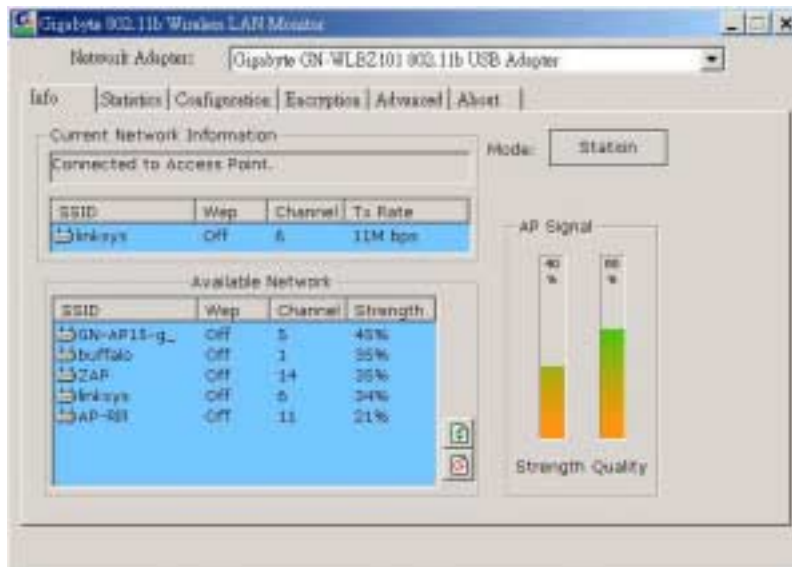 Gigabyte 802.11b Wireless LAN Monitor
Network Adapter: Gigabyte GN-WLBZ101 802.11b USB Adapter
Info Statistics Configuration Encryption Advanced About
Current Network Information
Connected to Access Point.
Mode: Station
SSID Wep Channel Tx Rate
linksys Off 6 11M bps
AP Signal
40 %
60 %
Available Network
SSID Wep Channel Strength
GN-AP15-g_ Off 5 45%
buffalo Off 1 35%
ZAP Off 14 35%
linksys Off 6 34%
AP-RR Off 11 21%
Strength Quality